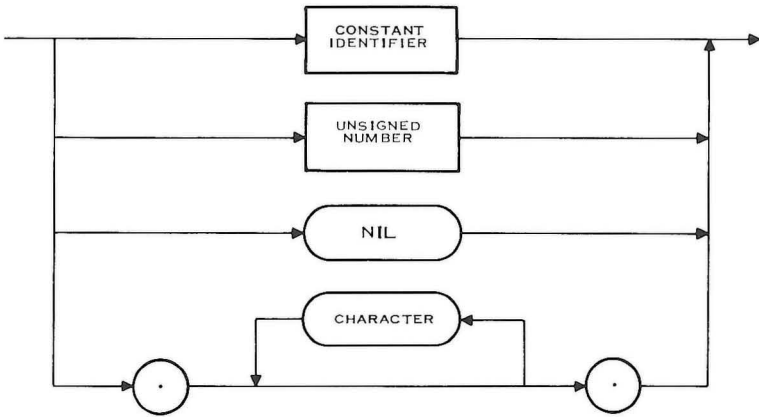 CONSTANT
IDENTIFIER
UNSIGNED
NUMBER
NIL
CHARACTER